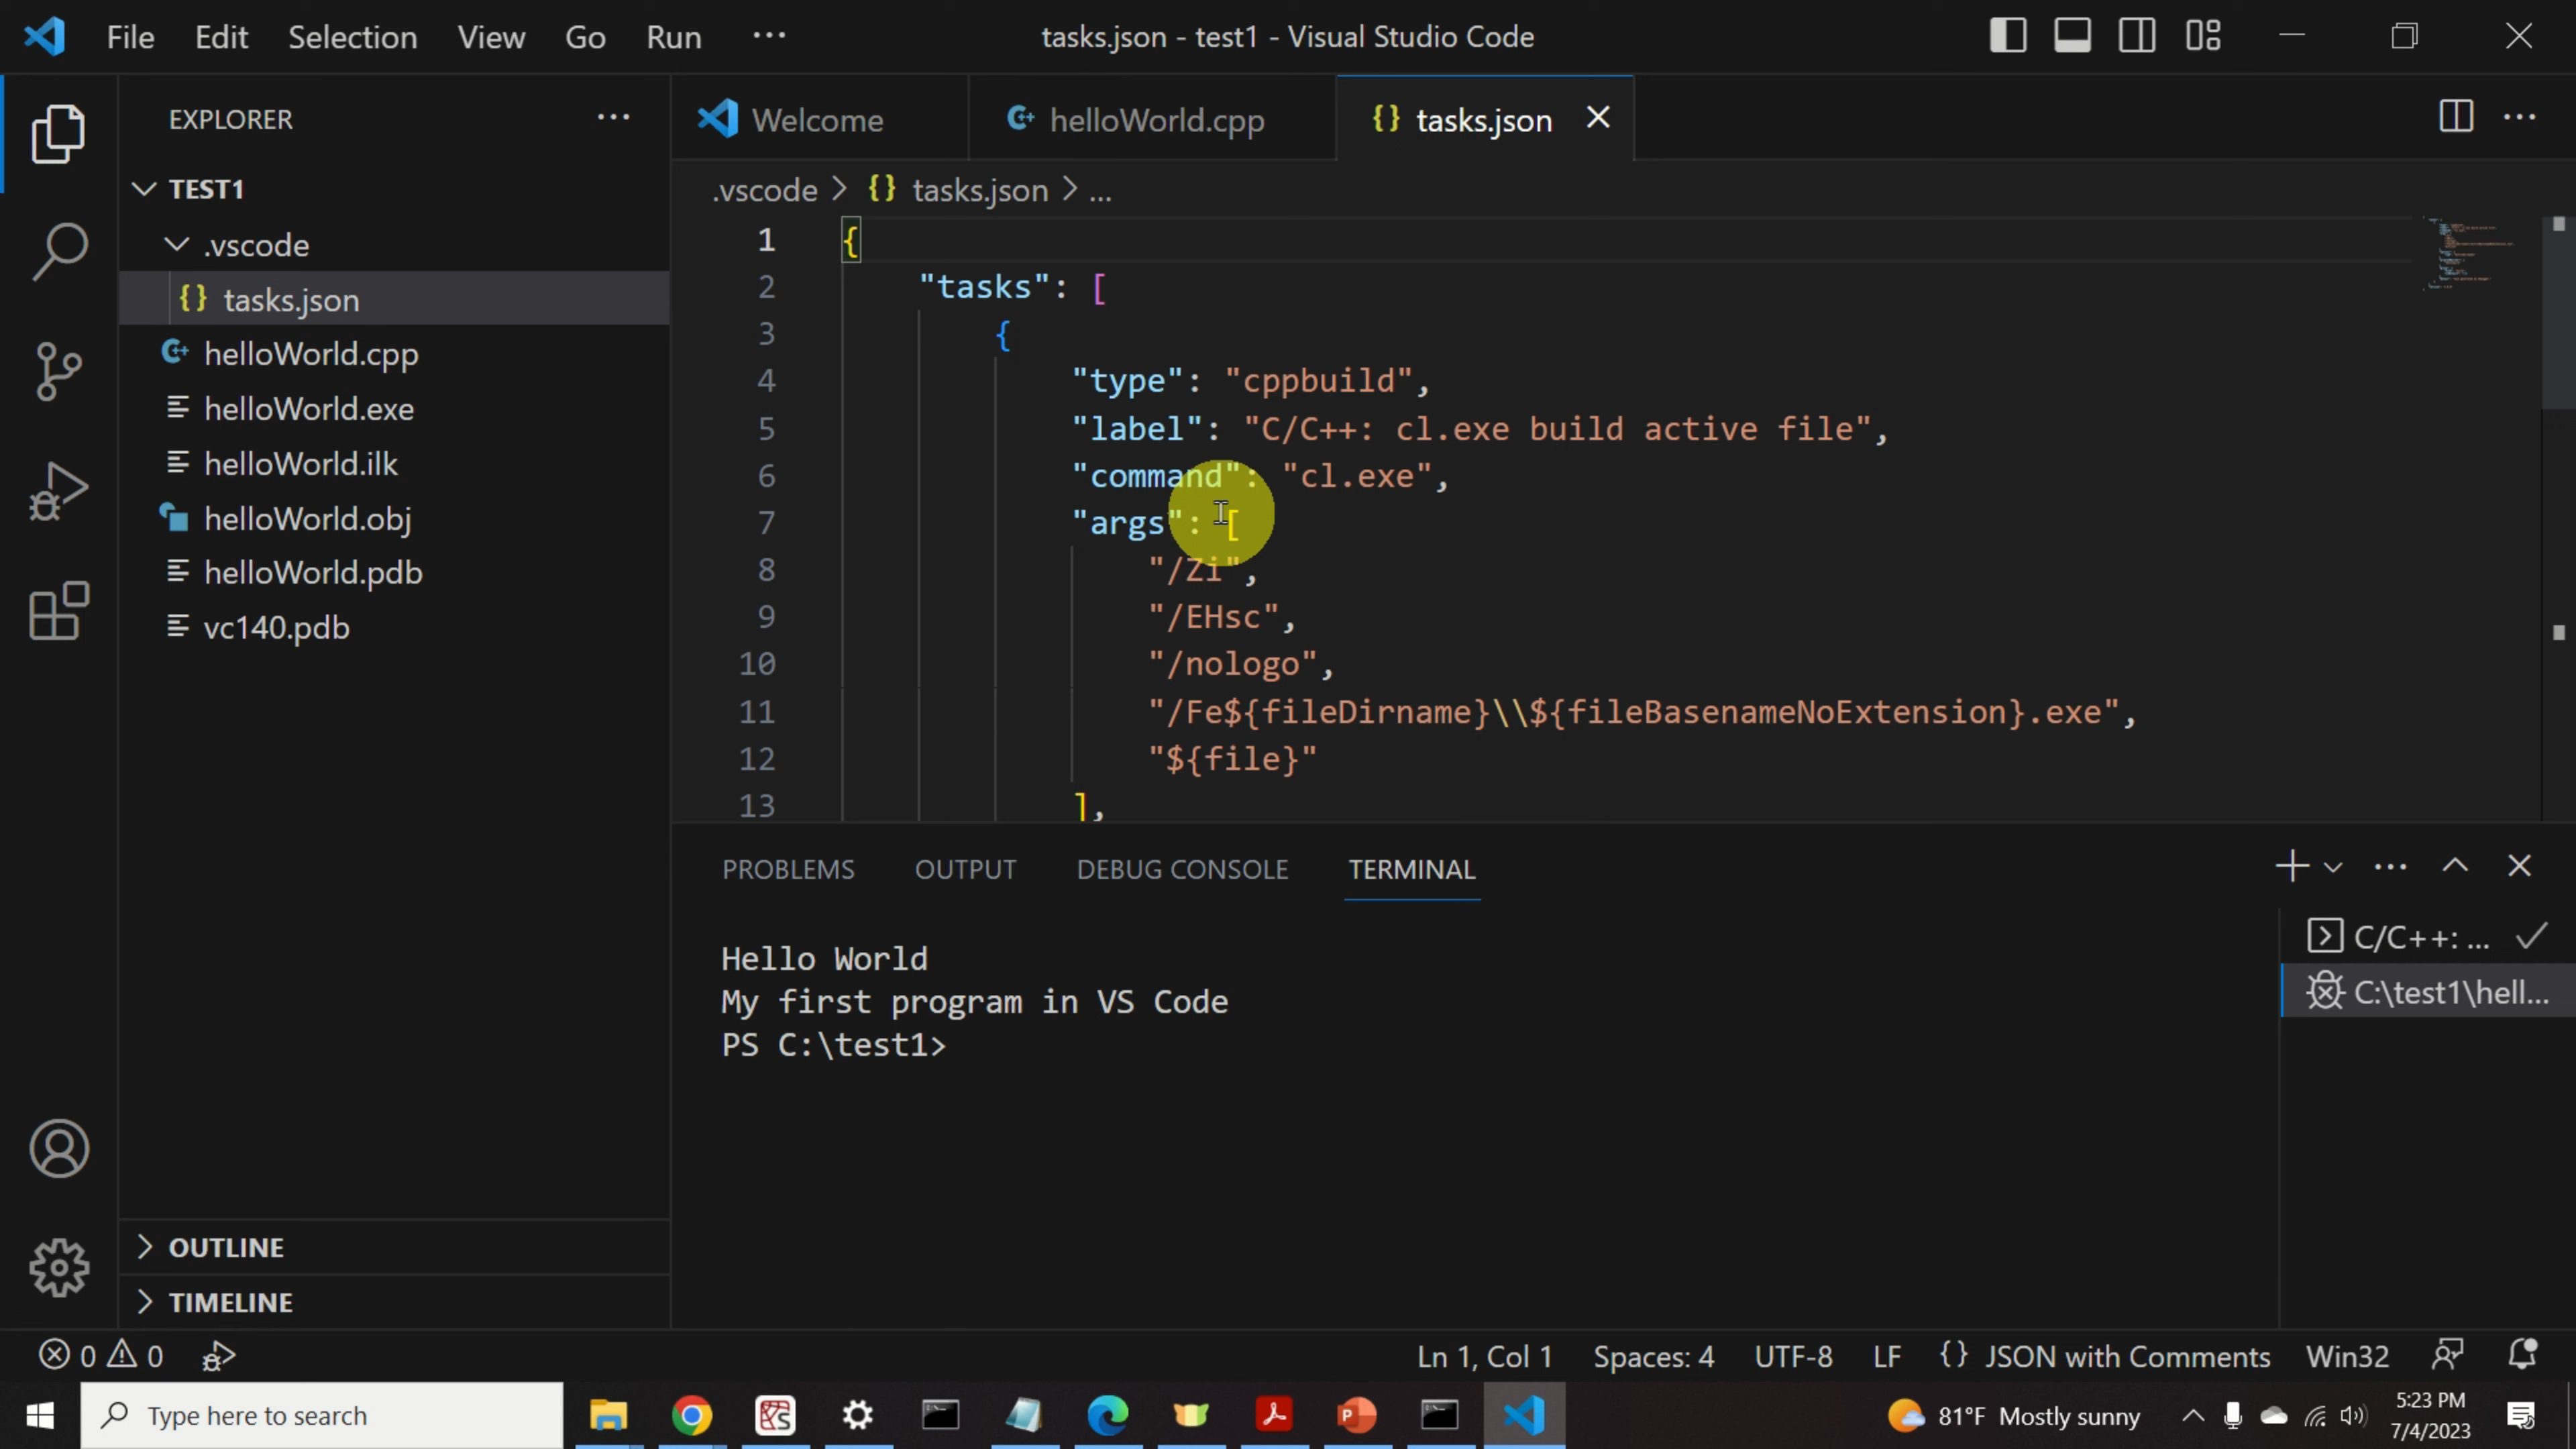 File Edit Selection View Go Run ···
tasks.json - test1 - Visual Studio Code
EXPLORER ···
TEST1
.vscode
{} tasks.json
helloWorld.cpp
helloWorld.exe
helloWorld.ilk
helloWorld.obj
helloWorld.pdb
vc140.pdb
OUTLINE
TIMELINE
Welcome
helloWorld.cpp
{} tasks.json
.vscode > {} tasks.json > ...
1 {
2 "tasks": [
3 {
4 "type": "cppbuild",
5 "label": "C/C++: cl.exe build active file",
6 "command": "cl.exe",
7 "args": [
8 "/Zi",
9 "/EHsc",
10 "/nologo",
11 "/Fe${fileDirname}\\${fileBasenameNoExtension}.exe",
12 "${file}"
13 ],
PROBLEMS OUTPUT DEBUG CONSOLE TERMINAL
Hello World
My first program in VS Code
PS C:\test1>
C/C++: ...
C:\test1\hell...
0 0
Ln 1, Col 1 Spaces: 4 UTF-8 LF {} JSON with Comments Win32
Type here to search
81°F Mostly sunny
5:23 PM
7/4/2023